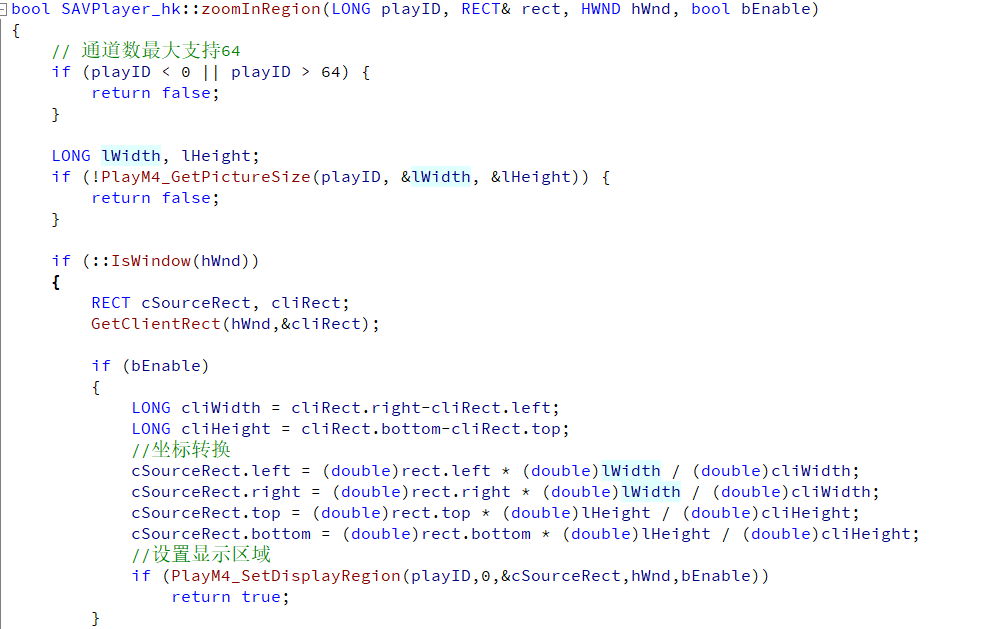 bool SAVPlayer_hk::zoomInRegion(LONG playID, RECT& rect, HWND hWnd, bool bEnable)
{
    // 通道数最大支持64
    if (playID < 0 || playID > 64) {
        return false;
    }

    LONG lWidth, lHeight;
    if (!PlayM4_GetPictureSize(playID, &lWidth, &lHeight)) {
        return false;
    }

    if (::IsWindow(hWnd))
    {
        RECT cSourceRect, cliRect;
        GetClientRect(hWnd,&cliRect);

        if (bEnable)
        {
            LONG cliWidth = cliRect.right-cliRect.left;
            LONG cliHeight = cliRect.bottom-cliRect.top;
            //坐标转换
            cSourceRect.left = (double)rect.left * (double)lWidth / (double)cliWidth;
            cSourceRect.right = (double)rect.right * (double)lWidth / (double)cliWidth;
            cSourceRect.top = (double)rect.top * (double)lHeight / (double)cliHeight;
            cSourceRect.bottom = (double)rect.bottom * (double)lHeight / (double)cliHeight;
            //设置显示区域
            if (PlayM4_SetDisplayRegion(playID,0,&cSourceRect,hWnd,bEnable))
                return true;
        }